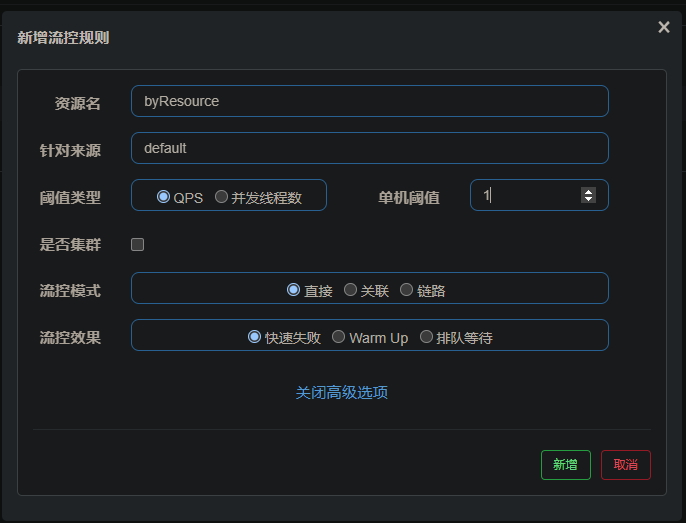 新增流控规则
资源名 byResource
针对来源 default
阈值类型 QPS 并发线程数 单机阈值 1
是否集群
流控模式 直接 关联 链路
流控效果 快速失败 Warm Up 排队等待
关闭高级选项
新增 取消